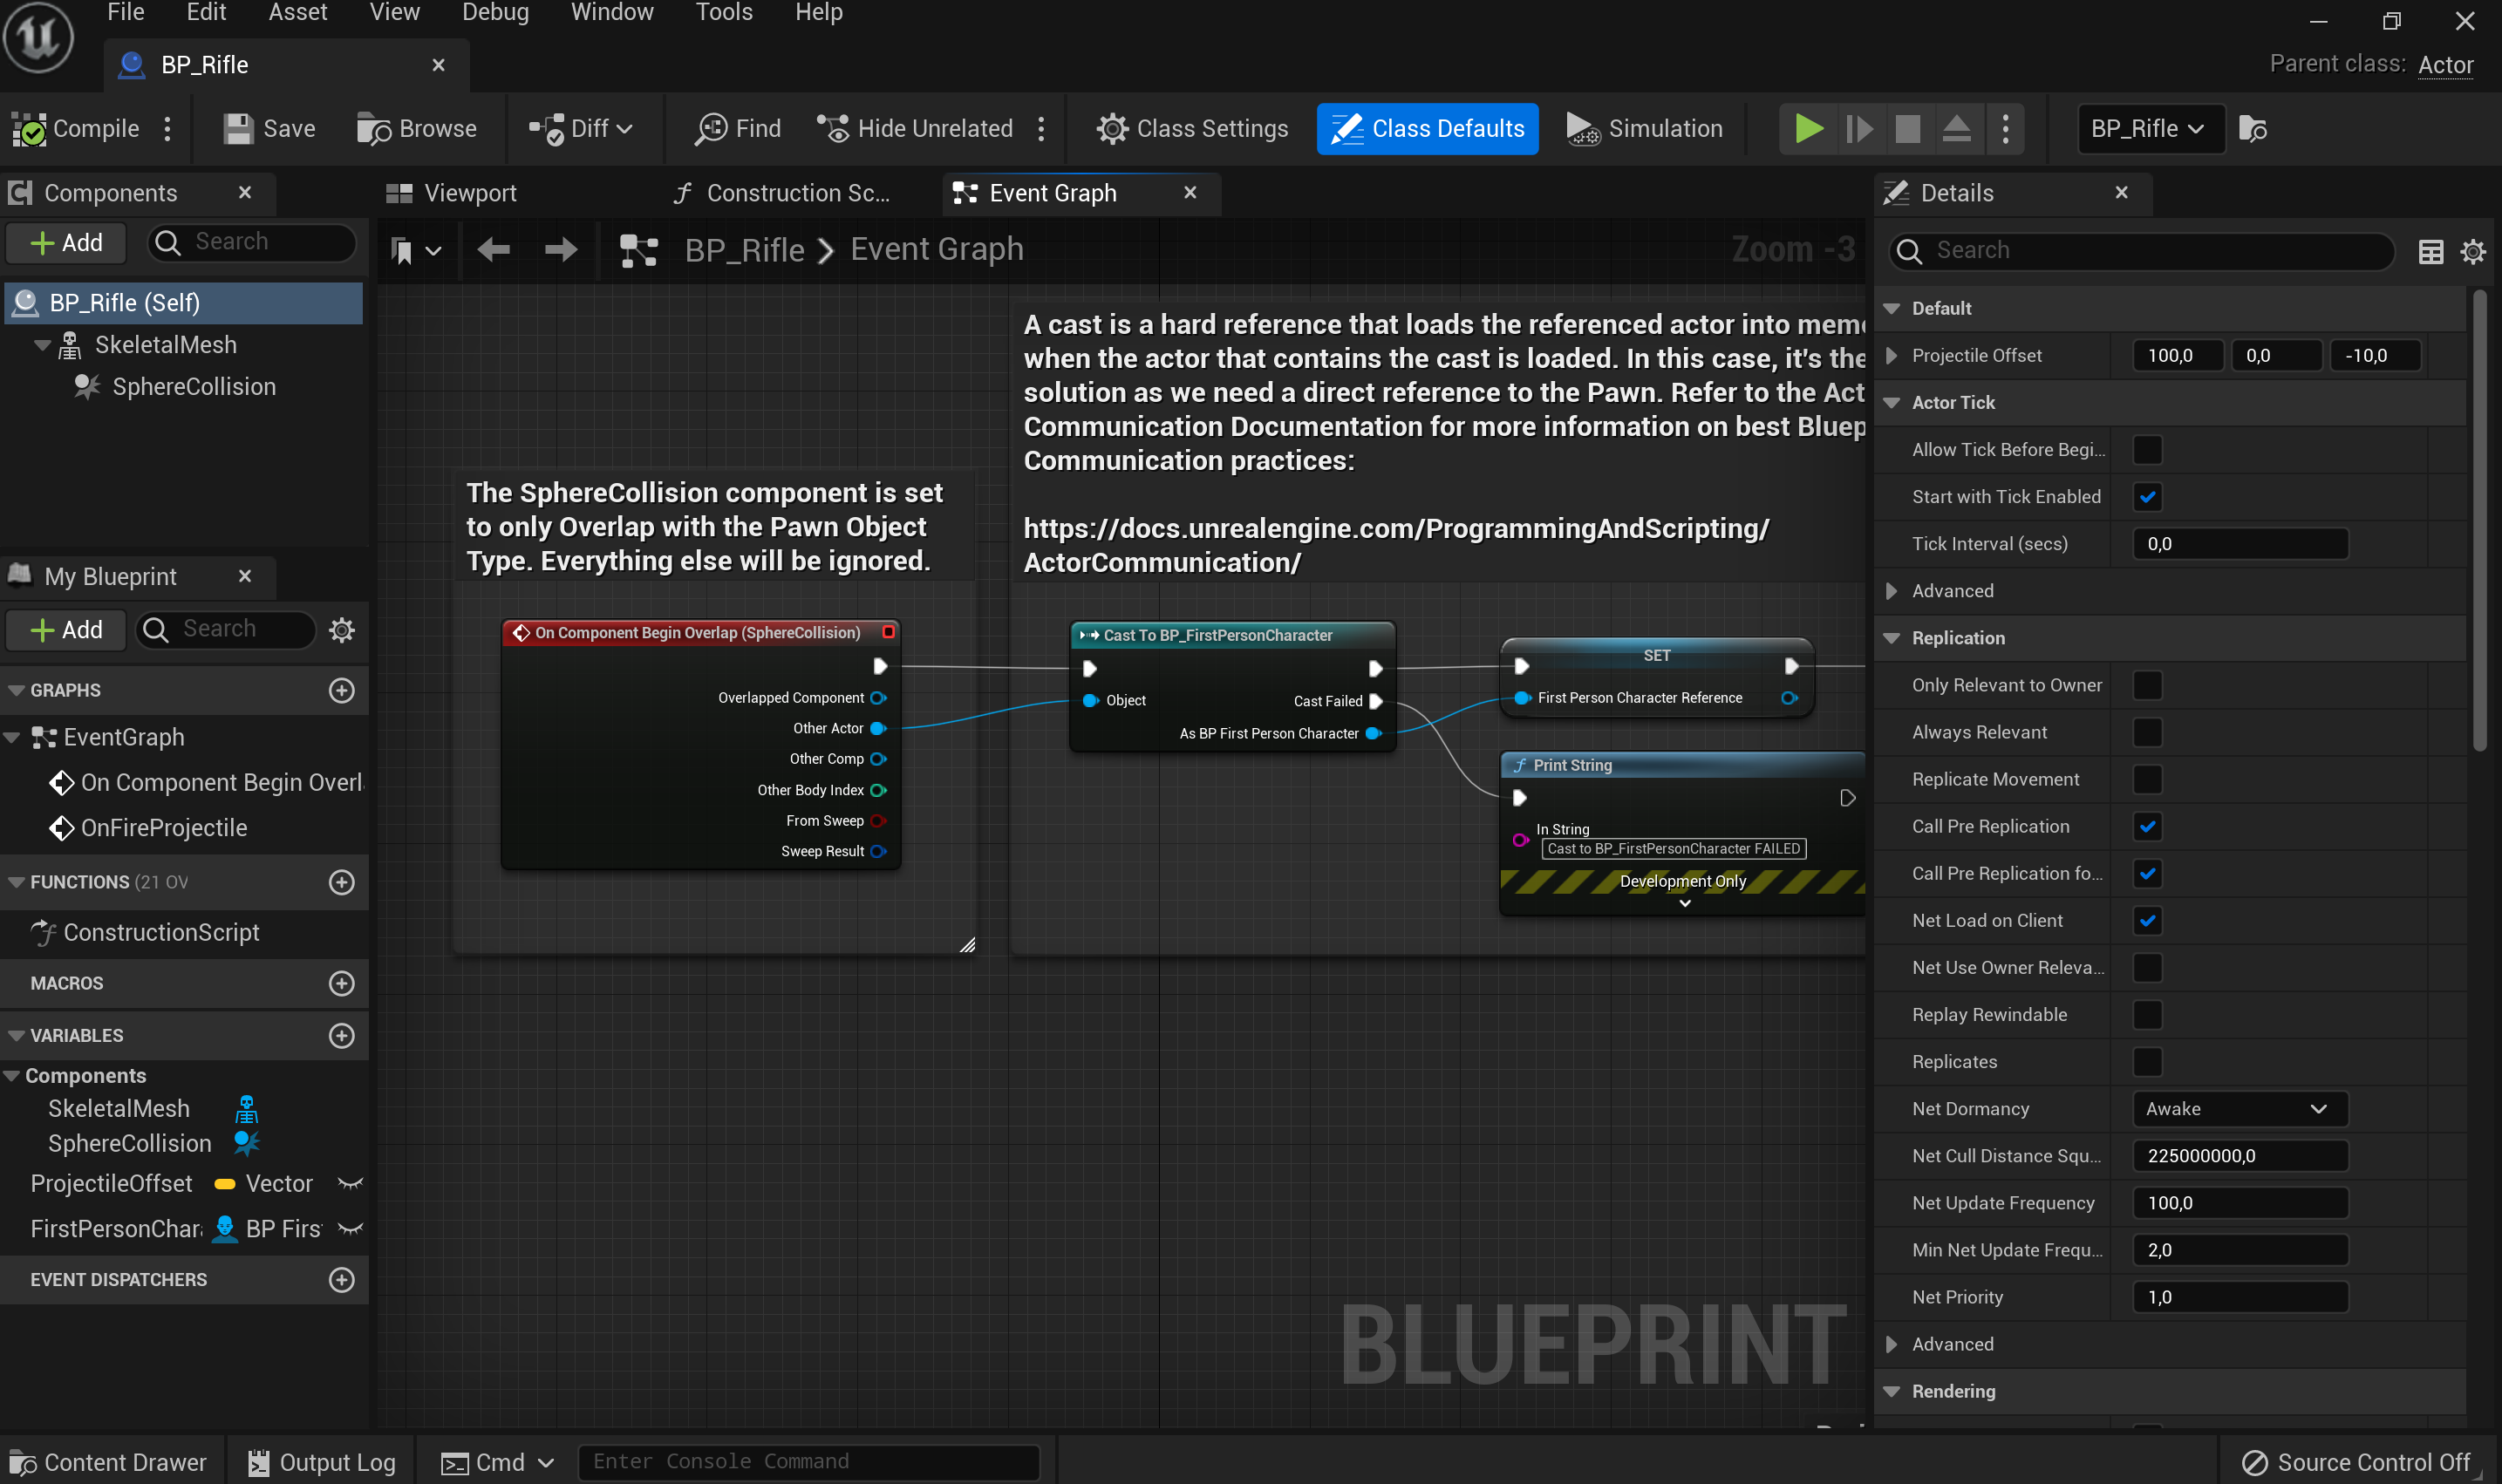 File Edit Asset View Debug Window Tools Help
BP_Rifle
Parent class: Actor
Compile Save Browse Diff Find Hide Unrelated Class Settings Class Defaults Simulation BP_Rifle
Components
Add Search
BP_Rifle (Self)
SkeletalMesh
SphereCollision
My Blueprint
Add Search
GRAPHS
EventGraph
On Component Begin Overl
OnFireProjectile
FUNCTIONS (21 OV
ConstructionScript
MACROS
VARIABLES
Components
SkeletalMesh
SphereCollision
ProjectileOffset Vector
FirstPersonChar BP Firs
EVENT DISPATCHERS
Viewport Construction Sc... Event Graph
BP_Rifle > Event Graph
Zoom -3
The SphereCollision component is set
to only Overlap with the Pawn Object
Type. Everything else will be ignored.
A cast is a hard reference that loads the referenced actor into mem
when the actor that contains the cast is loaded. In this case, it's the
solution as we need a direct reference to the Pawn. Refer to the Act
Communication Documentation for more information on best Bluep
Communication practices:
https://docs.unrealengine.com/ProgrammingAndScripting/
ActorCommunication/
On Component Begin Overlap (SphereCollision)
Overlapped Component
Other Actor
Other Comp
Other Body Index
From Sweep
Sweep Result
Cast To BP_FirstPersonCharacter
Object
Cast Failed
As BP First Person Character
SET
First Person Character Reference
Print String
In String
Cast to BP_FirstPersonCharacter FAILED
Development Only
BLUEPRINT
Details
Search
Default
Projectile Offset 100,0 0,0 -10,0
Actor Tick
Allow Tick Before Begi...
Start with Tick Enabled
Tick Interval (secs) 0,0
Advanced
Replication
Only Relevant to Owner
Always Relevant
Replicate Movement
Call Pre Replication
Call Pre Replication fo...
Net Load on Client
Net Use Owner Releva...
Replay Rewindable
Replicates
Net Dormancy Awake
Net Cull Distance Squ... 225000000,0
Net Update Frequency 100,0
Min Net Update Frequ... 2,0
Net Priority 1,0
Advanced
Rendering
Content Drawer Output Log Cmd Enter Console Command Source Control Off